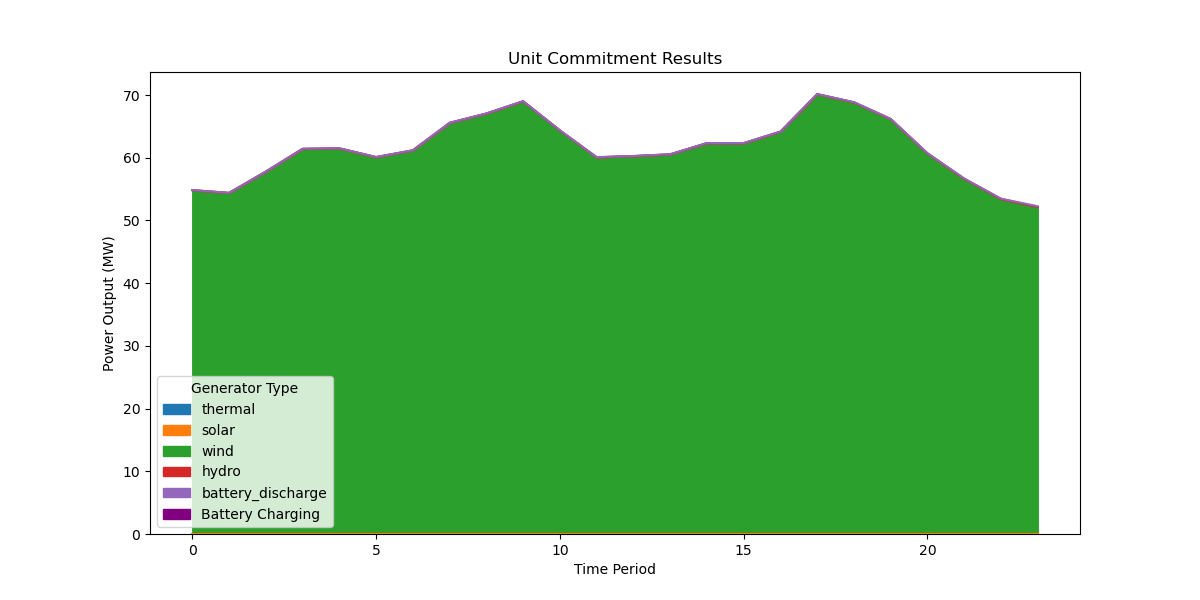 Unit Commitment Results
Power Output (MW)
70
60
50
40
30
20
10
0
Generator Type
thermal
solar
wind
hydro
battery_discharge
Battery Charging
0 5 10 15 20
Time Period